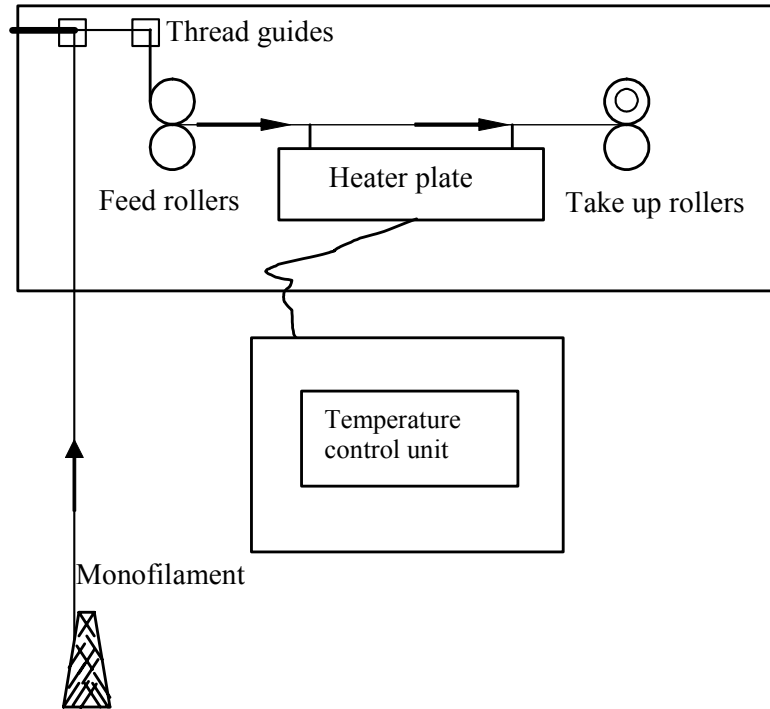 Thread guides
Heater plate
Feed rollers
Take up rollers
Temperature
control unit
Monofilament